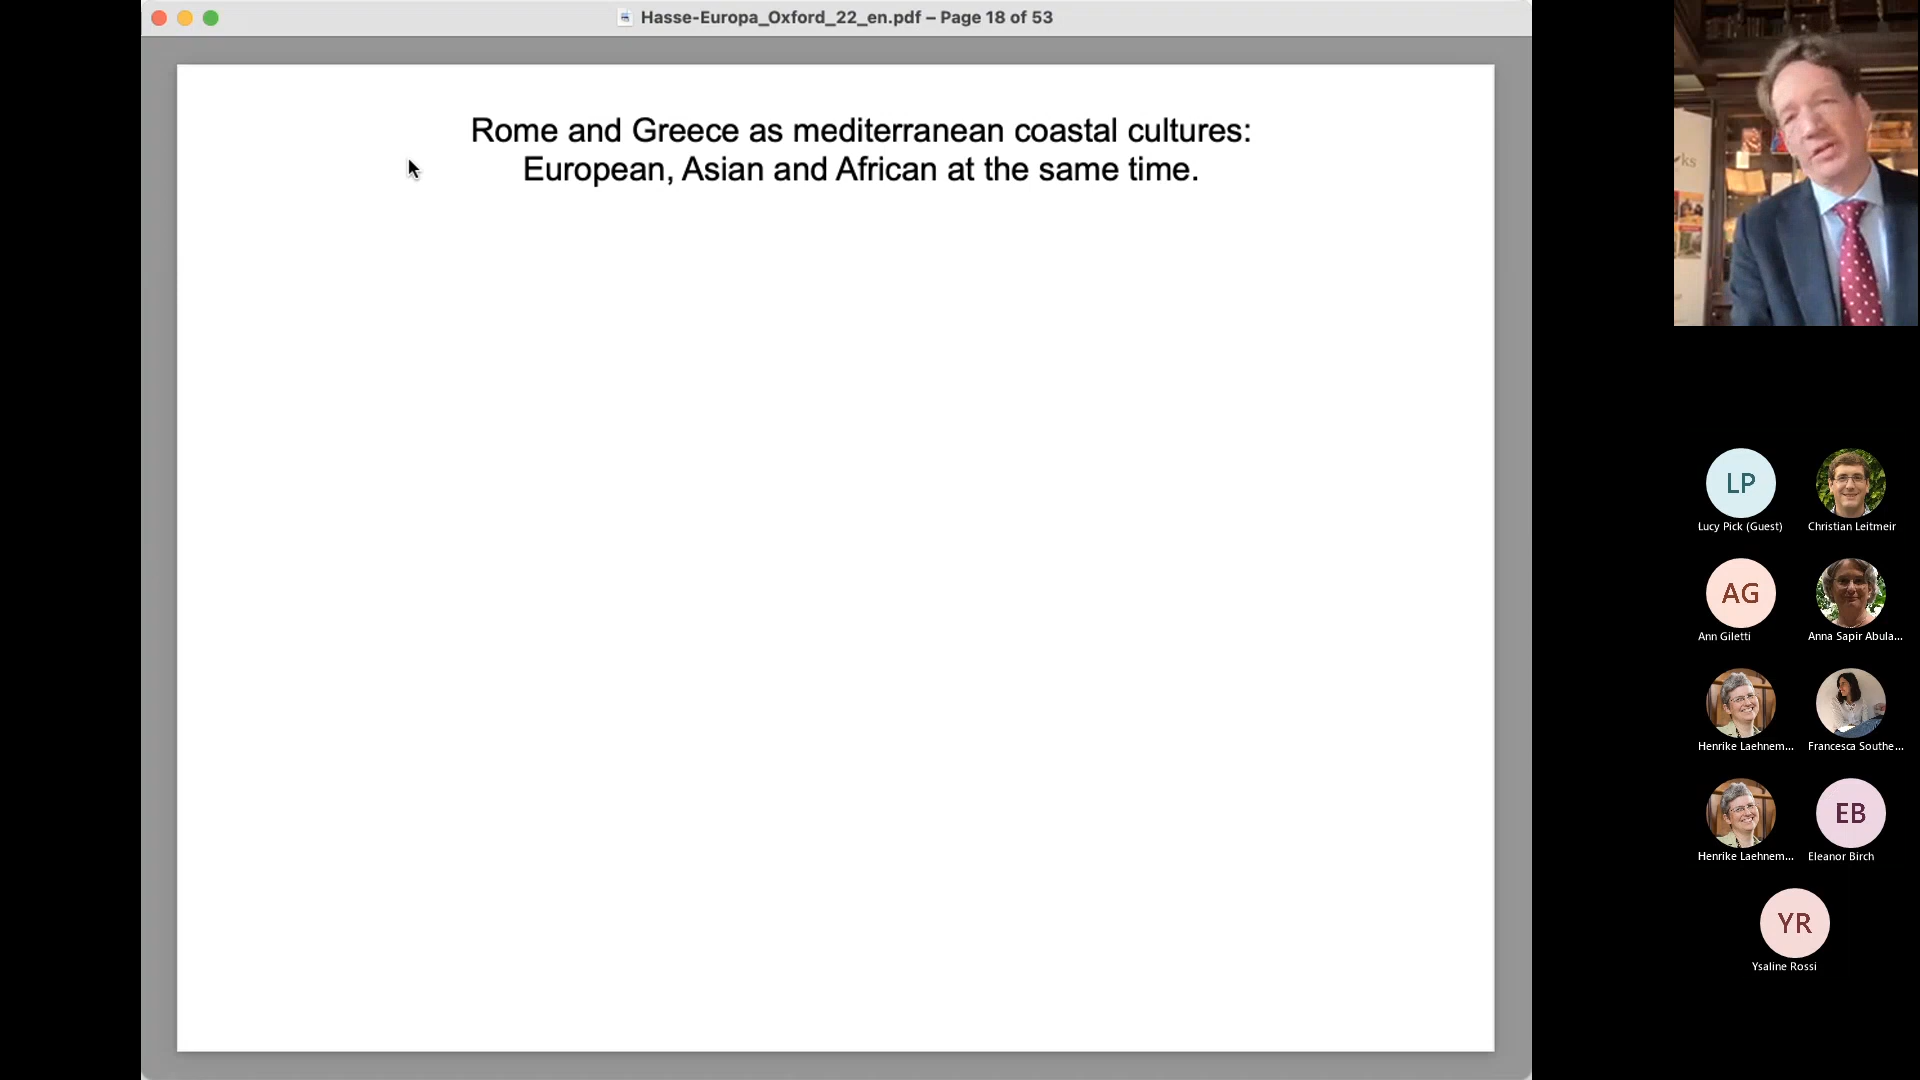 Hasse-Europa_Oxford_22_en.pdf – Page 18 of 53
Rome and Greece as mediterranean coastal cultures:
European, Asian and African at the same time.
ks
LP
Lucy Pick (Guest)
Christian Leitmeir
AG
Ann Giletti
Anna Sapir Abula...
Henrike Laehnem...
Francesca Southe...
Henrike Laehnem...
EB
Eleanor Birch
YR
Ysaline Rossi